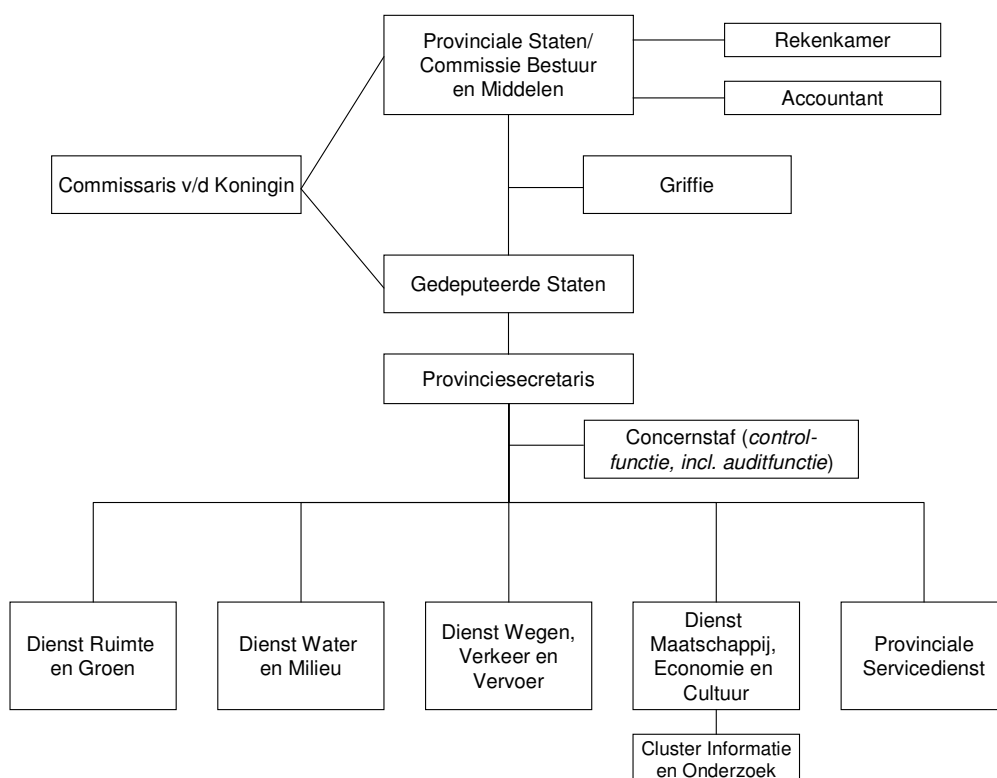 Provinciale Staten/
Commissie Bestuur
en Middelen
Rekenkamer
Accountant
Commissaris v/d Koningin
Griffie
Gedeputeerde Staten
Provinciesecretaris
Concernstaf (control-
functie, incl. auditfunctie)
Dienst Ruimte
en Groen
Dienst Water
en Milieu
Dienst Wegen,
Verkeer en
Vervoer
Dienst
Maatschappij,
Economie en
Cultuur
Provinciale
Servicedienst
Cluster Informatie
en Onderzoek